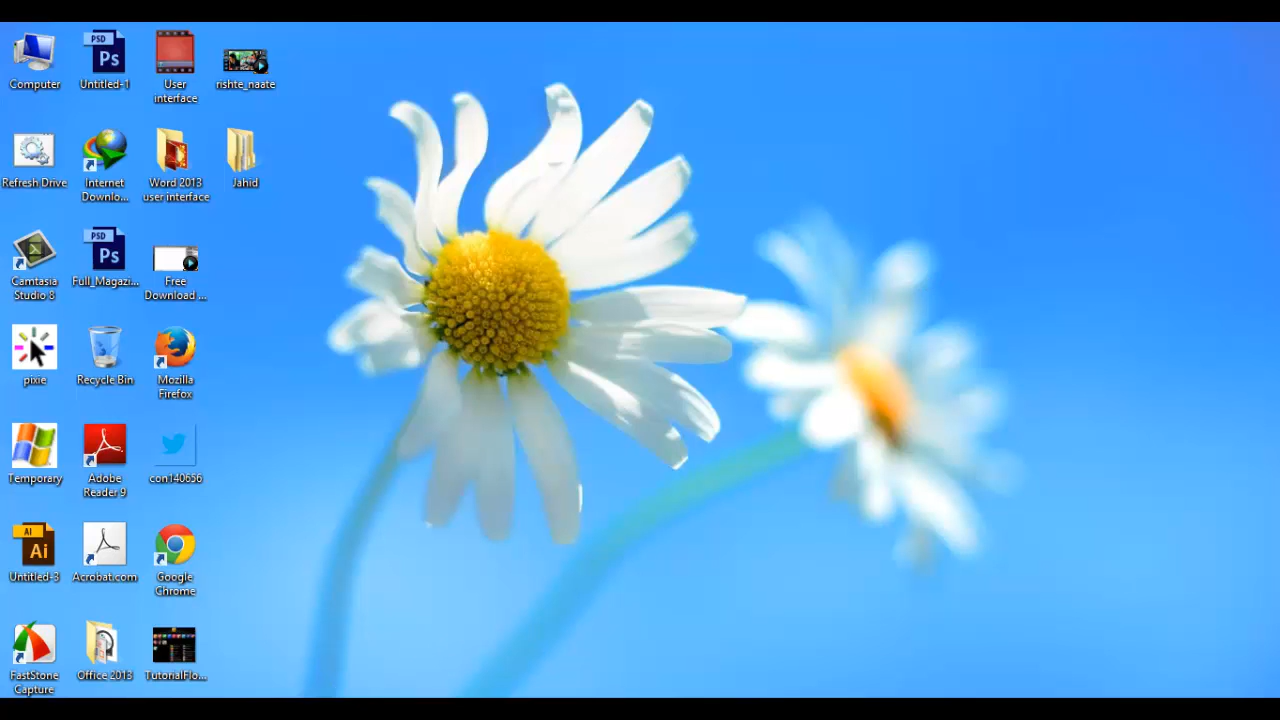 Computer
PSD
Ps
Untitled-1
User
interface
rishte_naate
Refresh Drive
Internet
Downlo...
Word 2013
user interface
Jahid
Camtasia
Studio 8
PSD
Ps
Full_Magazi...
Free
Download ...
pixie
Recycle Bin
Mozilla
Firefox
Temporary
Adobe
Reader 9
con140656
Ai
Ai
Untitled-3
Acrobat.com
Google
Chrome
FastStone
Capture
Office 2013
TutorialFlo...